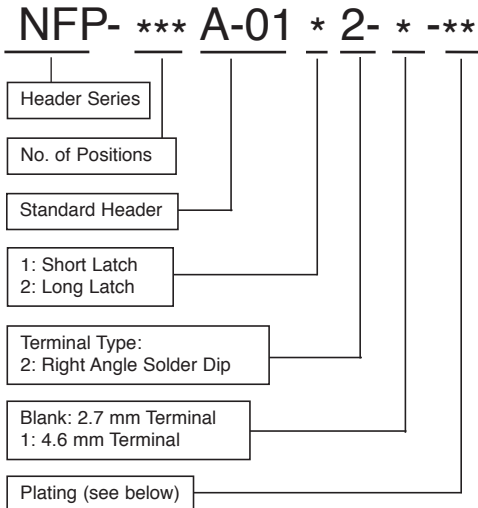 NFP- *** A-01 * 2- * -**
Header Series
No. of Positions
Standard Header
1: Short Latch
2: Long Latch
Terminal Type:
2: Right Angle Solder Dip
Blank: 2.7 mm Terminal
1: 4.6 mm Terminal
Plating (see below)